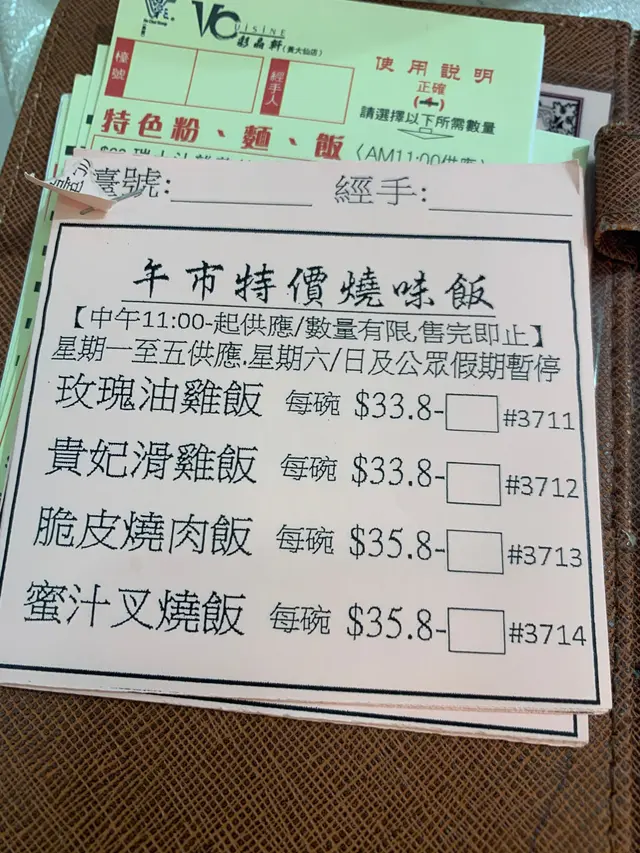 VCUISINE
彩晶軒(黄大仙店)
檯號
經手人
使用說明
正確
請選擇以下所需數量
特色粉、麵、飯
〈AM11:00供應〉
臺號:
經手:
午市特價燒味飯
【中午11:00-起供應/數量有限,售完即止】
星期一至五供應.星期六/日及公眾假期暫停
玫瑰油雞飯 每碗 $33.8- #3711
貴妃滑雞飯 每碗 $33.8- #3712
脆皮燒肉飯 每碗 $35.8- #3713
蜜汁叉燒飯 每碗 $35.8- #3714